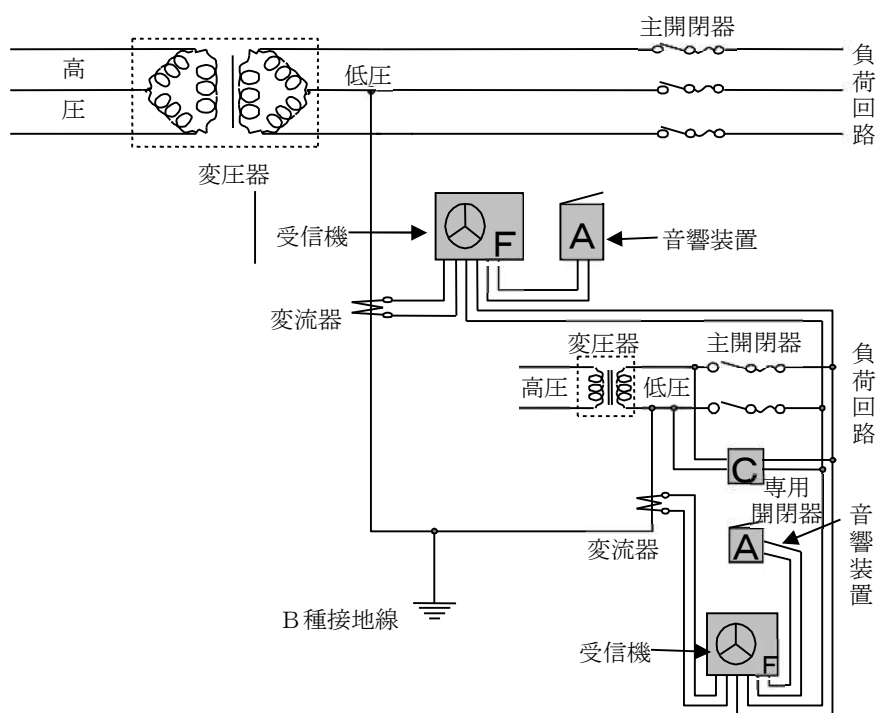 主開閉器
高圧
低圧
負荷回路
変圧器
受信機
F
A
音響装置
変流器
変圧器
主開閉器
高圧
低圧
負荷回路
C
専用
開閉器
A
音響装置
変流器
B種接地線
受信機
F